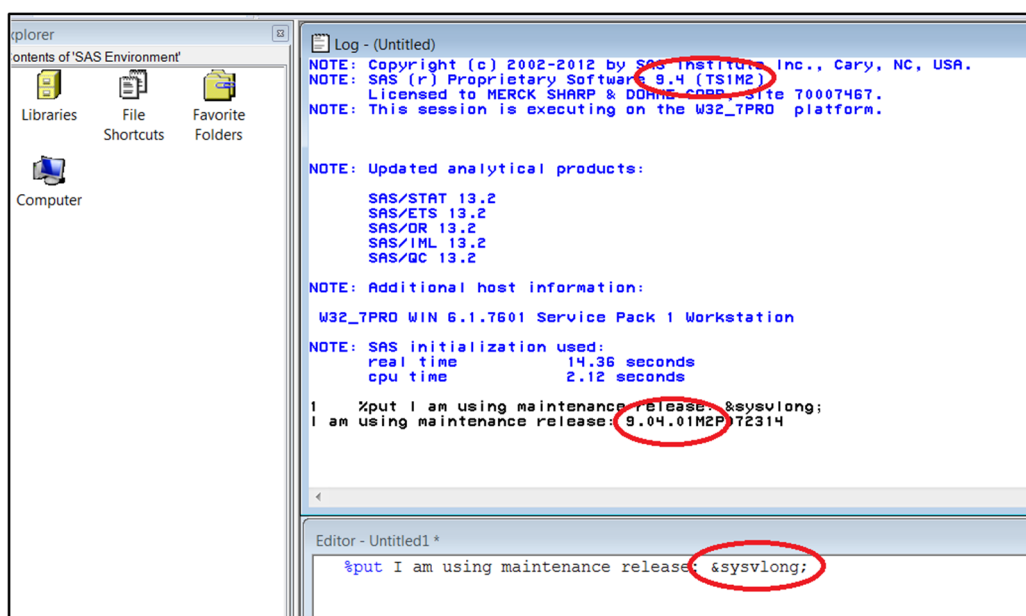 xplorer
ontents of 'SAS Environment'
Libraries
File Shortcuts
Favorite Folders
Computer
Log - (Untitled)
NOTE: Copyright (c) 2002-2012 by SAS Institute Inc., Cary, NC, USA.
NOTE: SAS (r) Proprietary Software 9.4 (TS1M2)
Licensed to MERCK SHARP & DOHME CORP, Site 70007467.
NOTE: This session is executing on the W32_7PRO platform.
NOTE: Updated analytical products:
SAS/STAT 13.2
SAS/ETS 13.2
SAS/OR 13.2
SAS/IML 13.2
SAS/QC 13.2
NOTE: Additional host information:
W32_7PRO WIN 6.1.7601 Service Pack 1 Workstation
NOTE: SAS initialization used:
real time 14.36 seconds
cpu time 2.12 seconds
1 %put I am using maintenance release: &sysvlong;
I am using maintenance release: 9.04.01M2P072314
Editor - Untitled1 *
%put I am using maintenance release: &sysvlong;